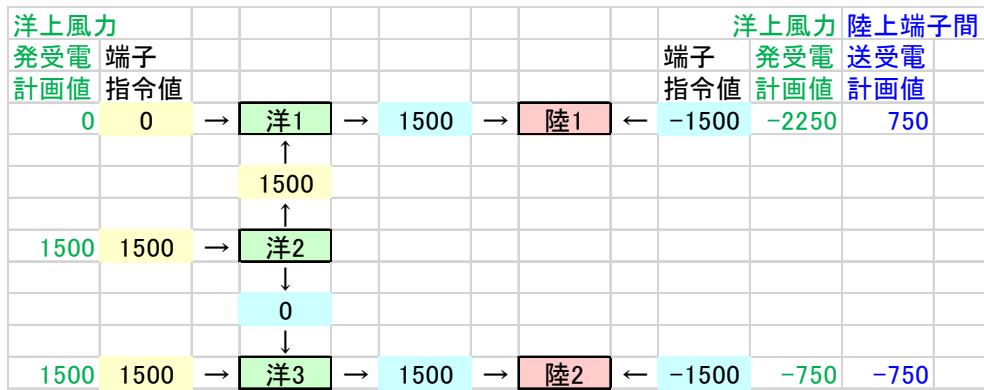 洋上風力 洋上風力 陸上端子間
発受電 端子 端子 発受電 送受電
計画値 指令値 指令値 計画値 計画値
0 0 → 洋1 → 1500 → 陸1 ← -1500 -2250 750
↑
1500
↑
1500 1500 → 洋2
↓
0
↓
1500 1500 → 洋3 → 1500 → 陸2 ← -1500 -750 -750